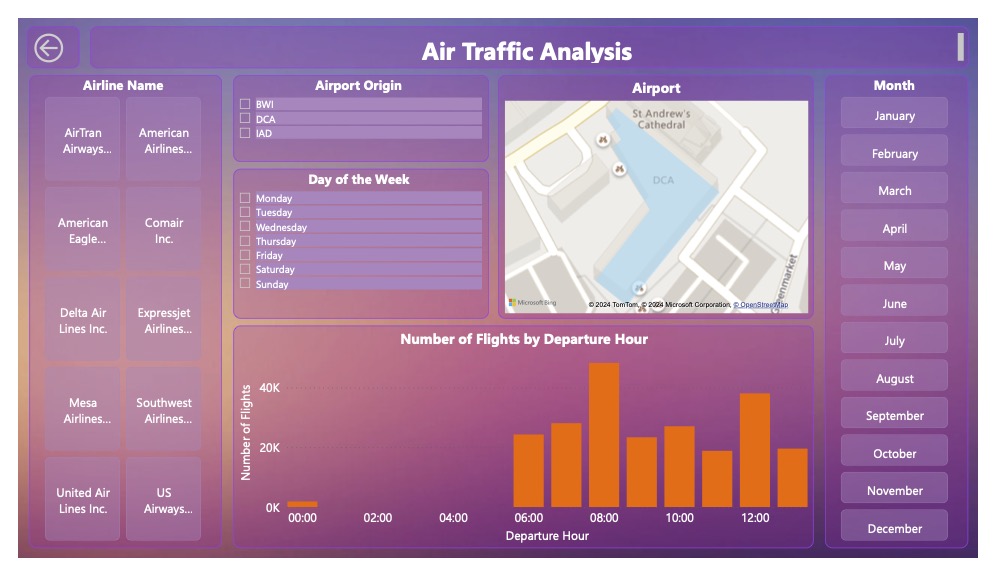 Air Traffic Analysis
Airline Name
AirTran
Airways...
American
Airlines...
American
Eagle...
Comair
Inc.
Delta Air
Lines Inc.
Expressjet
Airlines...
Mesa
Airlines...
Southwest
Airlines...
United Air
Lines Inc.
US
Airways...
Airport Origin
BWI
DCA
IAD
Day of the Week
Monday
Tuesday
Wednesday
Thursday
Friday
Saturday
Sunday
Airport
St Andrew's
Cathedral
DCA
Microsoft Bing
© 2024 TomTom, © 2024 Microsoft Corporation, © OpenStreetMap
Number of Flights by Departure Hour
Number of Flights
40K
20K
0K
00:00
02:00
04:00
06:00
08:00
10:00
12:00
Departure Hour
Month
January
February
March
April
May
June
July
August
September
October
November
December